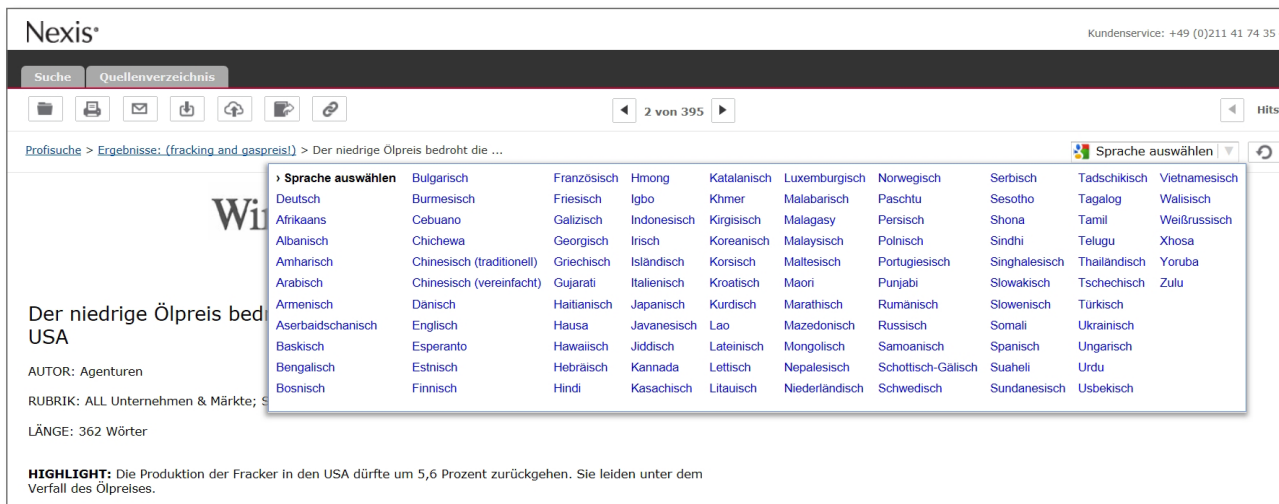 Nexis®
Kundenservice: +49 (0)211 41 74 35
Suche Quellenverzeichnis
2 von 395
Hits
Profisuche > Ergebnisse: (fracking and gaspreis!) > Der niedrige Ölpreis bedroht die ...
Sprache auswählen
› Sprache auswählen Bulgarisch Französisch Hmong Katalanisch Luxemburgisch Norwegisch Serbisch Tadschikisch Vietnamesisch
Deutsch Burmesisch Friesisch Igbo Khmer Malabarisch Paschtu Sesotho Tagalog Walisisch
Afrikaans Cebuano Galizisch Indonesisch Kirgisisch Malagasy Persisch Shona Tamil Weißrussisch
Albanisch Chichewa Georgisch Irisch Koreanisch Malaysisch Polnisch Sindhi Telugu Xhosa
Amharisch Chinesisch (traditionell) Griechisch Isländisch Korsisch Maltesisch Portugiesisch Singhalesisch Thailändisch Yoruba
Arabisch Chinesisch (vereinfacht) Gujarati Italienisch Kroatisch Maori Punjabi Slowakisch Tschechisch Zulu
Armenisch Dänisch Haitianisch Japanisch Kurdisch Marathisch Rumänisch Slowenisch Türkisch
Aserbaidschanisch Englisch Hausa Javanesisch Lao Mazedonisch Russisch Somali Ukrainisch
Baskisch Esperanto Hawaiisch Jiddisch Lateinisch Mongolisch Samoanisch Spanisch Ungarisch
Bengalisch Estnisch Hebräisch Kannada Lettisch Nepalesisch Schottisch-Gälisch Suaheli Urdu
Bosnisch Finnisch Hindi Kasachisch Litauisch Niederländisch Schwedisch Sundanesisch Usbekisch
Der niedrige Ölpreis
USA
AUTOR: Agenturen
RUBRIK: ALL Unternehmen & Märkte;
LÄNGE: 362 Wörter
HIGHLIGHT: Die Produktion der Fracker in den USA dürfte um 5,6 Prozent zurückgehen. Sie leiden unter dem
Verfall des Ölpreises.